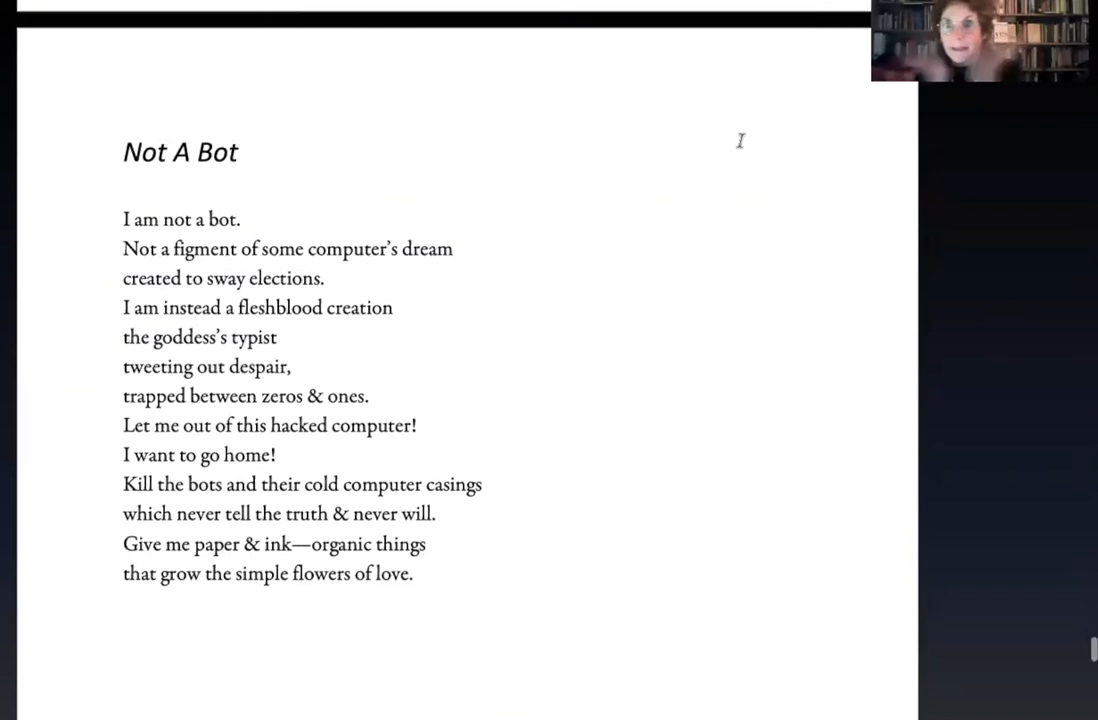 Not A Bot
I am not a bot.
Not a figment of some computer’s dream
created to sway elections.
I am instead a fleshblood creation
the goddess’s typist
tweeting out despair,
trapped between zeros & ones.
Let me out of this hacked computer!
I want to go home!
Kill the bots and their cold computer casings
which never tell the truth & never will.
Give me paper & ink—organic things
that grow the simple flowers of love.